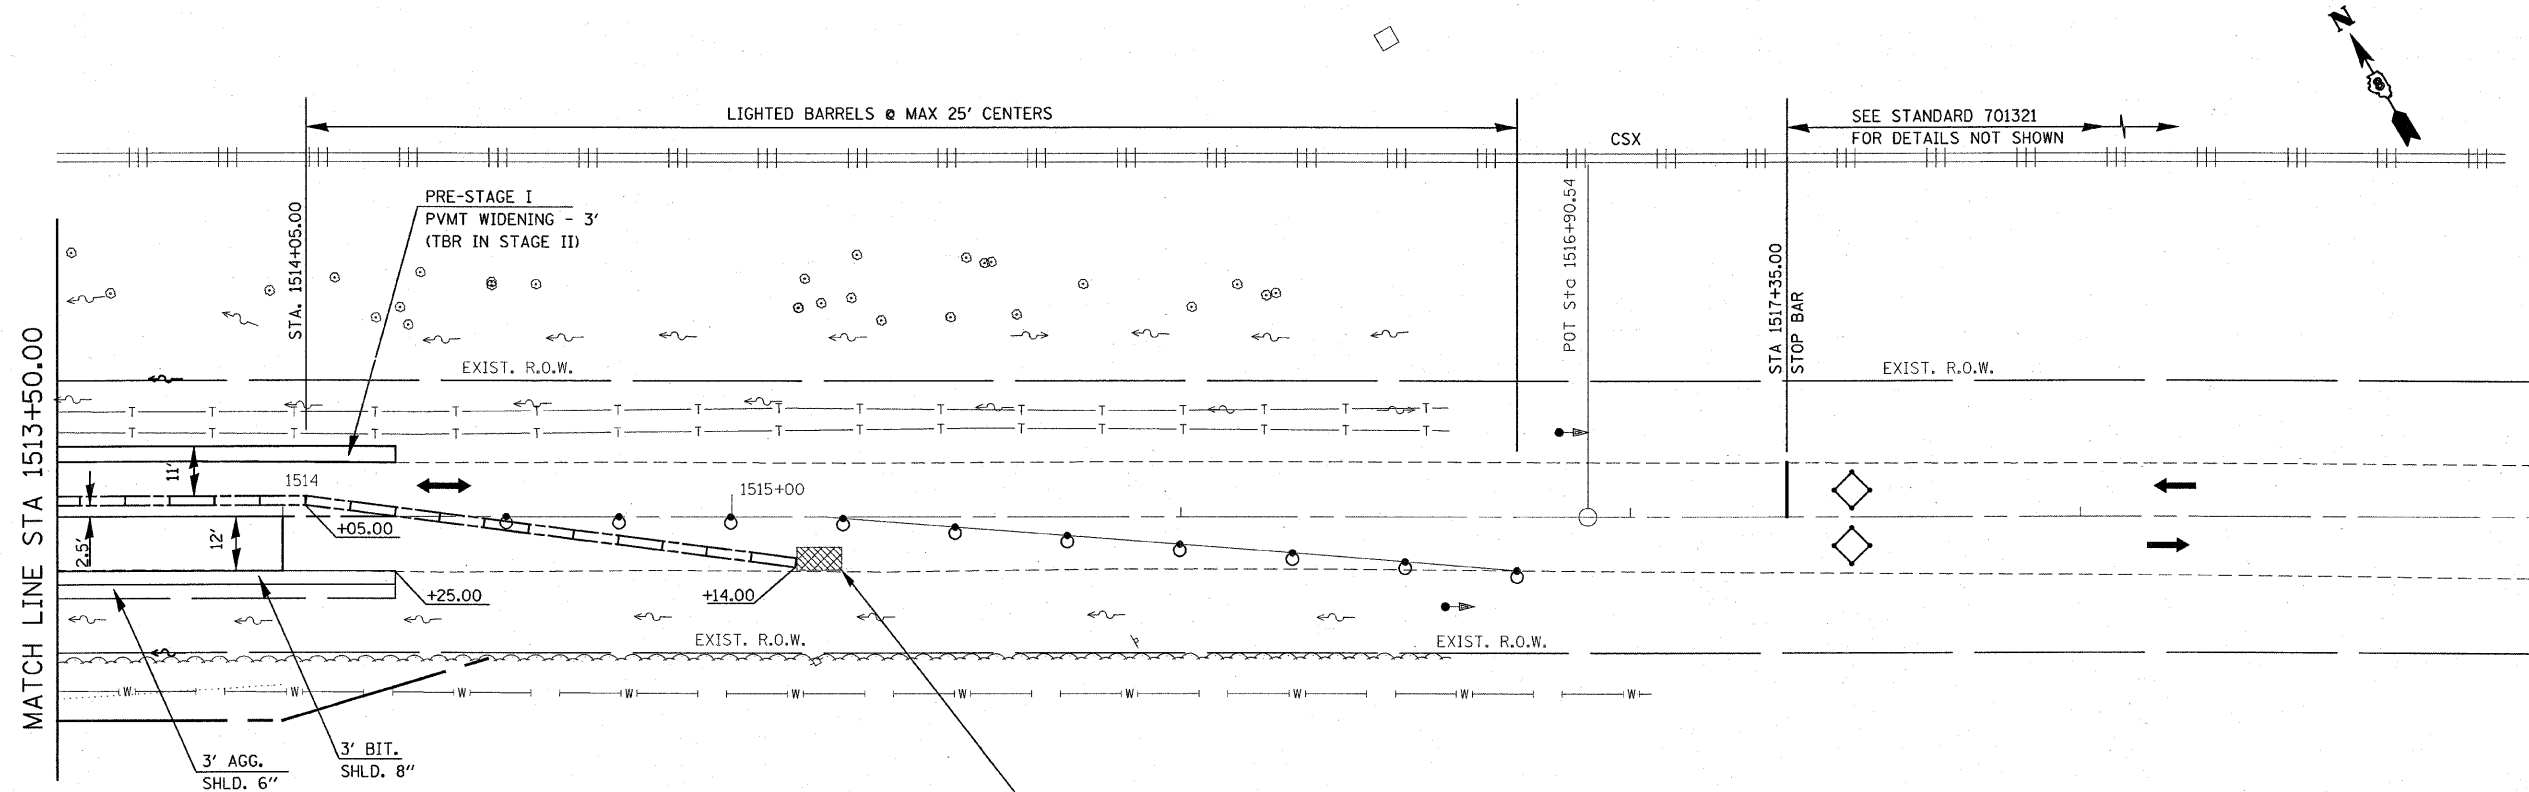 N
LIGHTED BARRELS @ MAX 25' CENTERS
SEE STANDARD 701321
FOR DETAILS NOT SHOWN
CSX
PRE-STAGE I
PVMT WIDENING - 3'
(TBR IN STAGE II)
STA. 1514+05.00
POT Sta 1516+90.54
STA 1517+35.00
STOP BAR
MATCH LINE STA 1513+50.00
EXIST. R.O.W.
EXIST. R.O.W.
T T T T T T T T T T T T T T T T T
T T T T T T T T T T T T T T T T T
11'
1514
1515+00
+05.00
2.5'
12'
+25.00
+14.00
EXIST. R.O.W.
EXIST. R.O.W.
W W W W W W W W W W
3' AGG.
SHLD. 6"
3' BIT.
SHLD. 8"